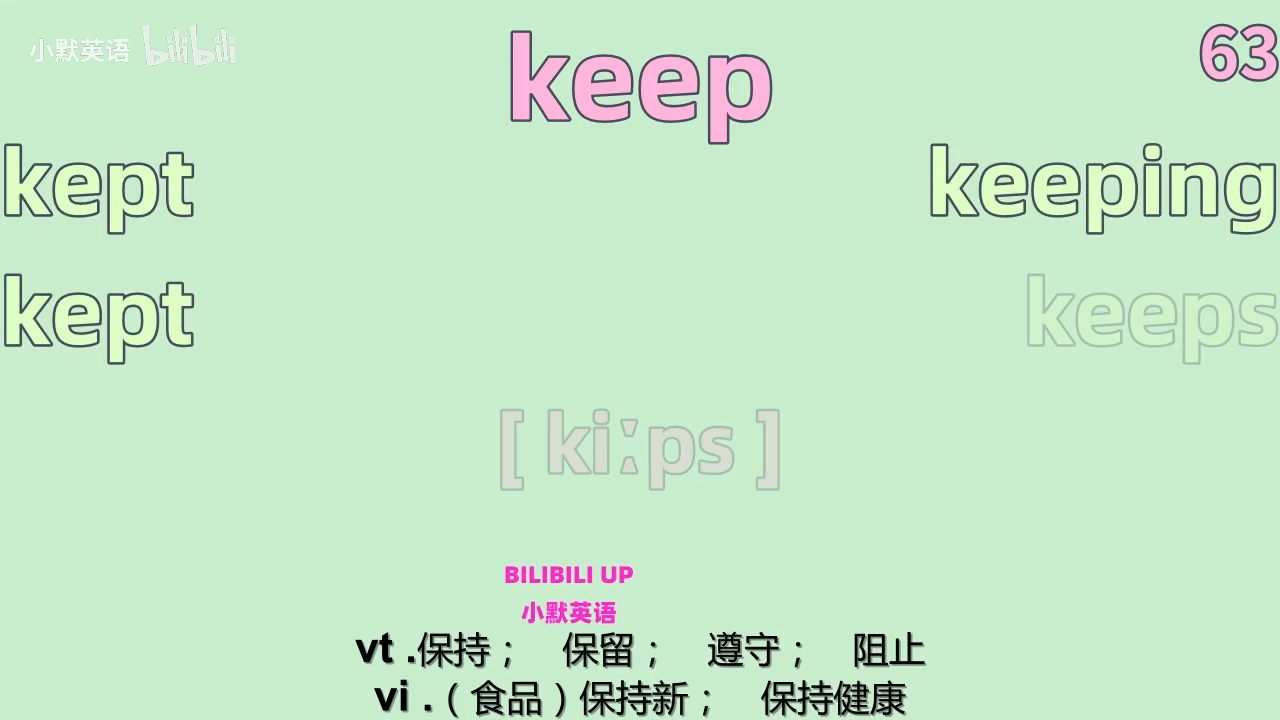 小默英语 bilibili
keep
63
kept
keeping
kept
keeps
[ ki:ps ]
BILIBILI UP
小默英语
vt .保持； 保留； 遵守； 阻止
vi .（食品）保持新； 保持健康